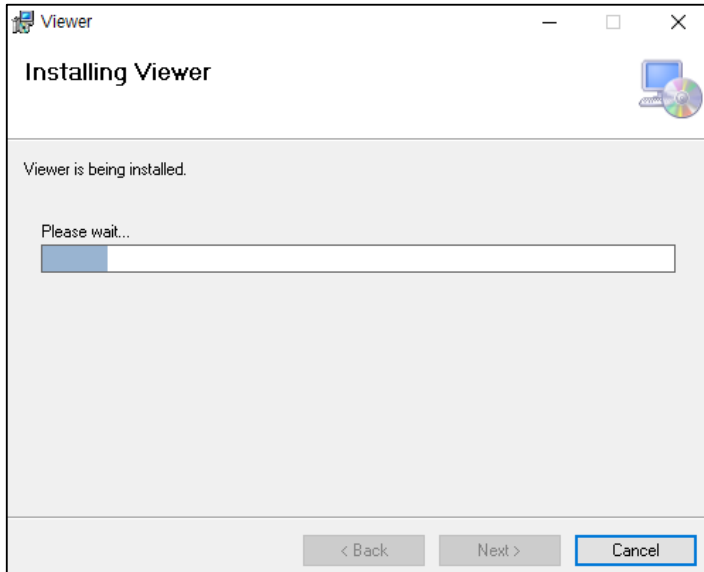 Viewer
Installing Viewer
Viewer is being installed.
Please wait...
< Back
Next >
Cancel